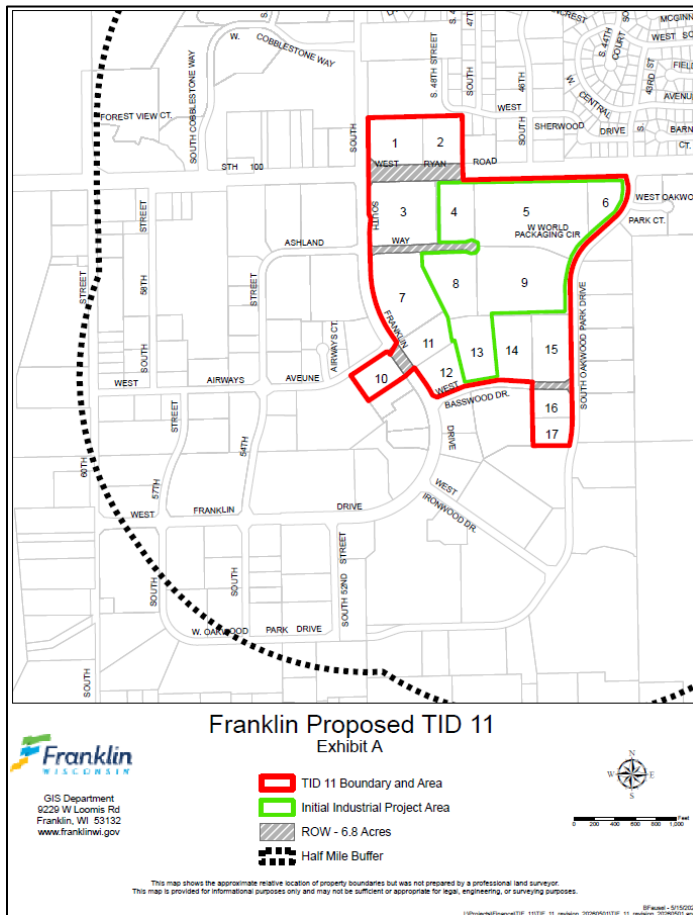 W. COBBLESTONE WAY
FOREST VIEW CT.
SOUTH COBBLESTONE WAY
S. 48TH STREET
47TH
SOUTH
46TH
SOUTH
S. 44TH
COURT
W. CENTRAL
43RD ST
S.
WEST
FIEL
AVENU
WEST
SHERWOOD
DRIVE
BARN
CT.
STH 100
SOUTH
WEST RYAN ROAD
1
2
3
4
5
6
W WORLD
PACKAGING CIR
WEST OAKWO
PARK CT.
SOUTH
WAY
ASHLAND
STREET
58TH
SOUTH
STREET
7
8
9
FRANKLIN
AIRWAYS CT.
10
11
12
13
14
15
16
17
WEST
BASSWOOD DR.
SOUTH OAKWOOD PARK DRIVE
WEST AIRWAYS AVEUNE
60TH
STREET
57TH
54TH
DRIVE
WEST
IRONWOOD DR.
WEST FRANKLIN DRIVE
SOUTH
SOUTH
SOUTH 52ND
STREET
W. OAKWOOD PARK DRIVE
SOUTH
Franklin Proposed TID 11
Exhibit A
Franklin
WISCONSIN
GIS Department
9229 W Loomis Rd
Franklin, WI 53132
www.franklinwi.gov
TID 11 Boundary and Area
Initial Industrial Project Area
ROW - 6.8 Acres
Half Mile Buffer
N
W E
S
Feet
0 200 400 600 800 1,000
This map shows the approximate relative location of property boundaries but was not prepared by a professional land surveyor.
This map is provided for informational purposes only and may not be sufficient or appropriate for legal, engineering, or surveying purposes.